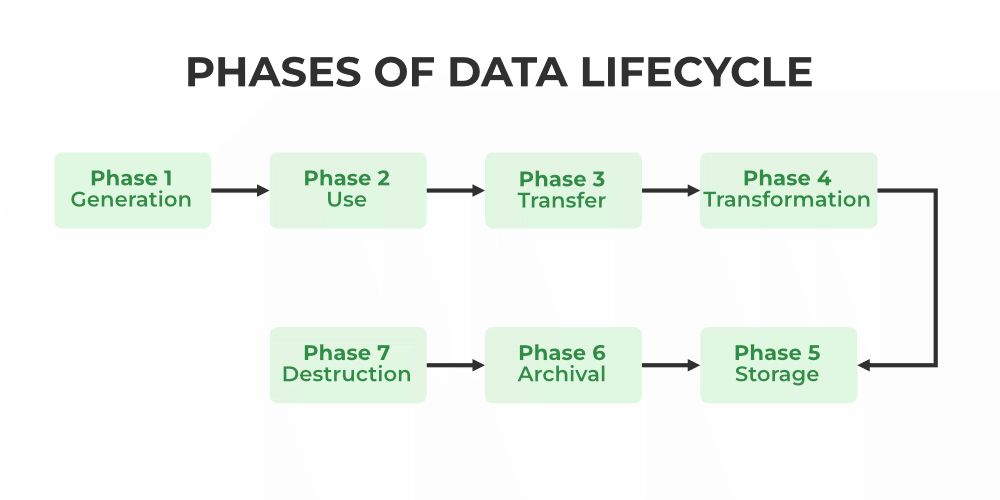 PHASES OF DATA LIFECYCLE
Phase 1
Generation
Phase 2
Use
Phase 3
Transfer
Phase 4
Transformation
Phase 7
Destruction
Phase 6
Archival
Phase 5
Storage